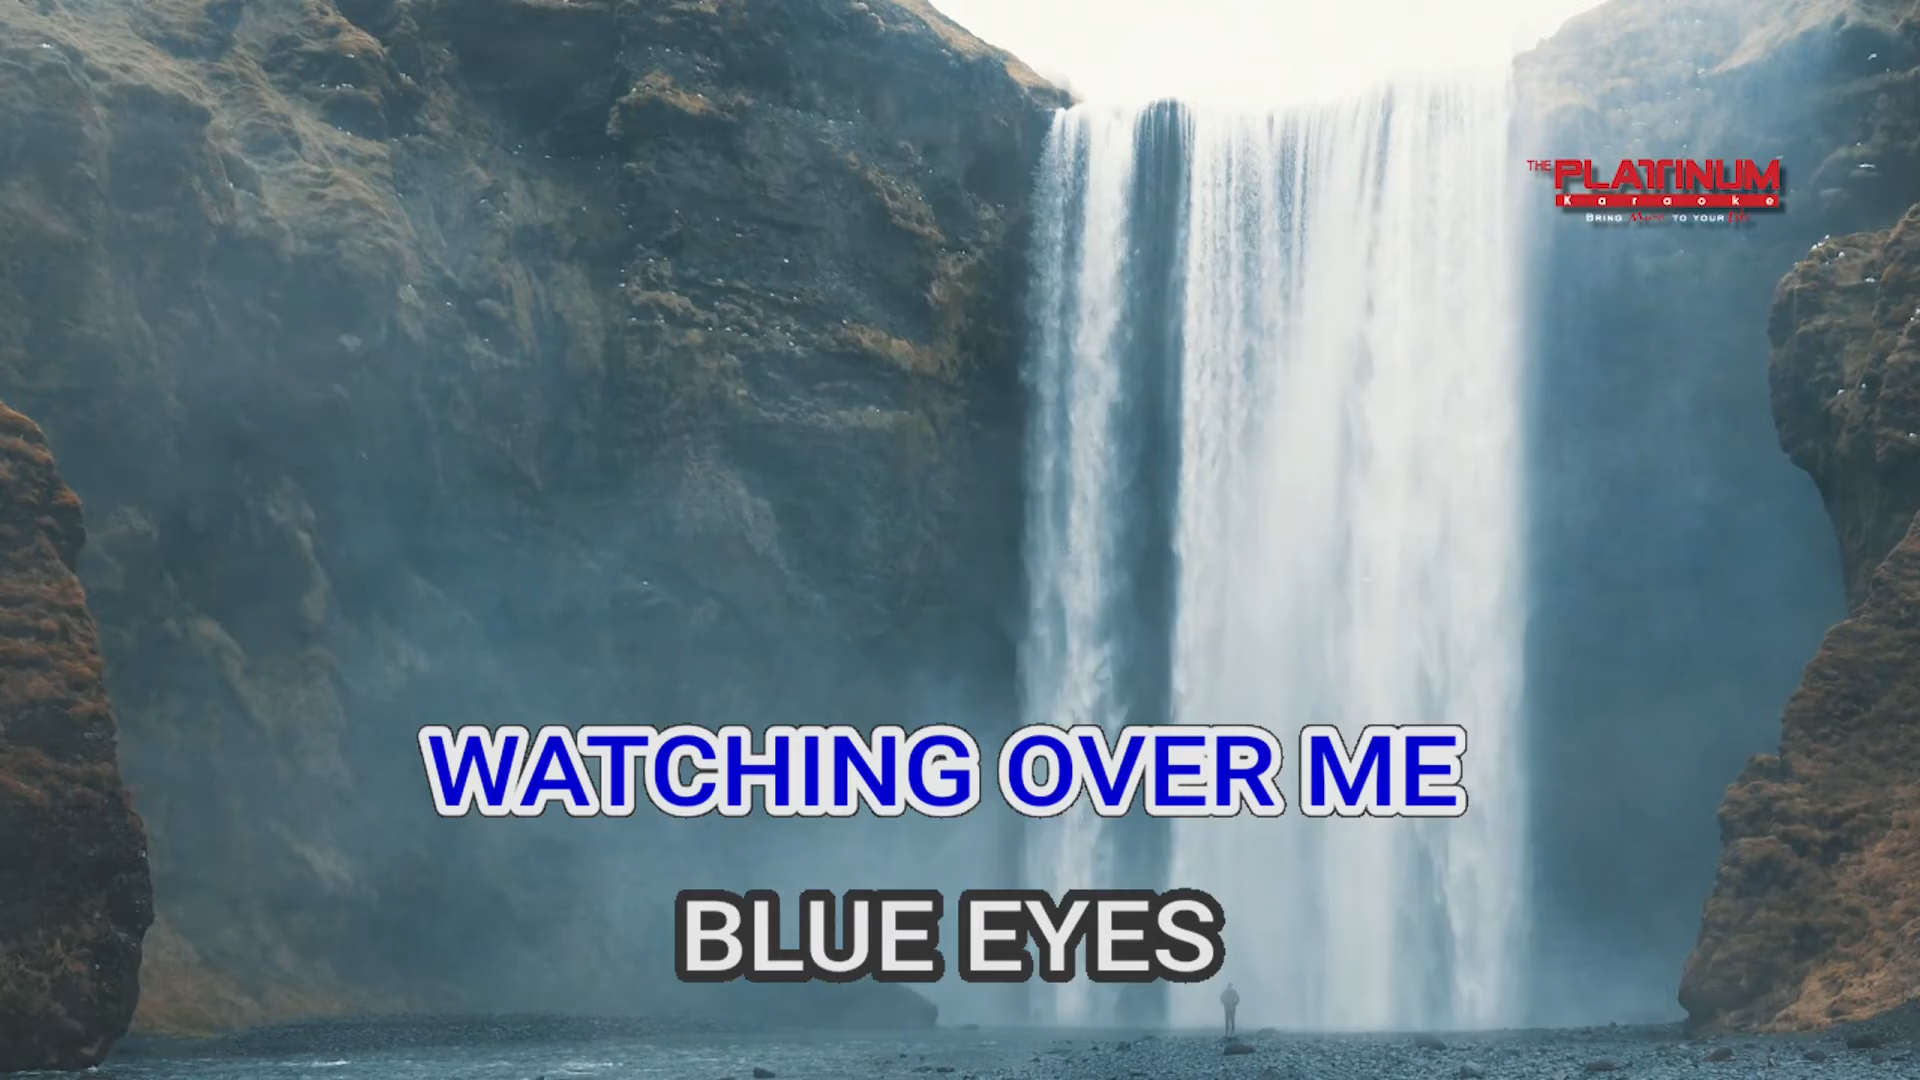 THE PLATINUM
Karaoke
BRING Music TO YOUR Life
WATCHING OVER ME
BLUE EYES